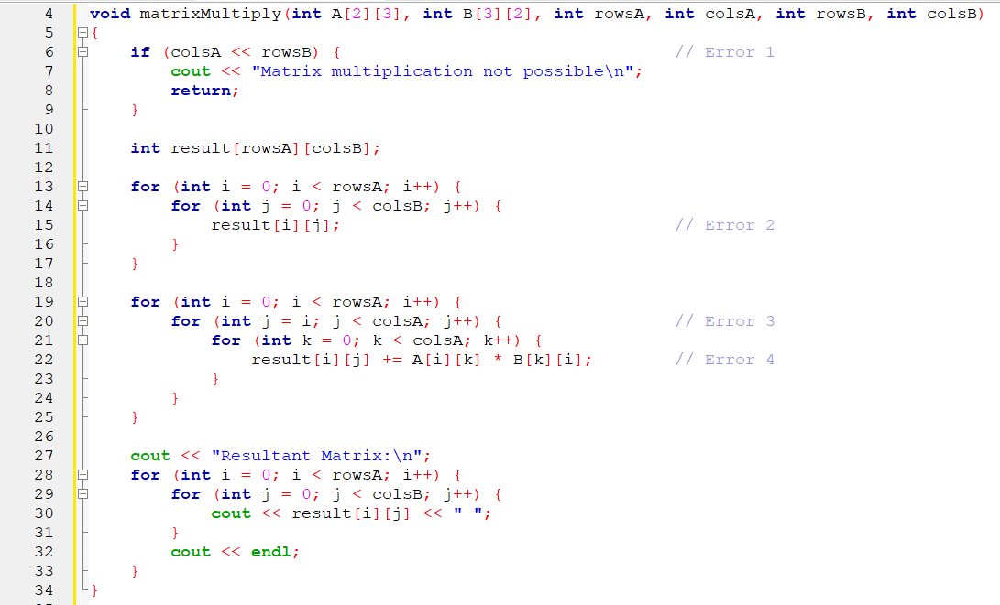 4 void matrixMultiply(int A[2][3], int B[3][2], int rowsA, int colsA, int rowsB, int colsB)
5 {
6 if (colsA << rowsB) { // Error 1
7 cout << "Matrix multiplication not possible\n";
8 return;
9 }
10
11 int result[rowsA][colsB];
12
13 for (int i = 0; i < rowsA; i++) {
14 for (int j = 0; j < colsB; j++) {
15 result[i][j]; // Error 2
16 }
17 }
18
19 for (int i = 0; i < rowsA; i++) {
20 for (int j = i; j < colsA; j++) { // Error 3
21 for (int k = 0; k < colsA; k++) {
22 result[i][j] += A[i][k] * B[k][i]; // Error 4
23 }
24 }
25 }
26
27 cout << "Resultant Matrix:\n";
28 for (int i = 0; i < rowsA; i++) {
29 for (int j = 0; j < colsB; j++) {
30 cout << result[i][j] << " ";
31 }
32 cout << endl;
33 }
34 }